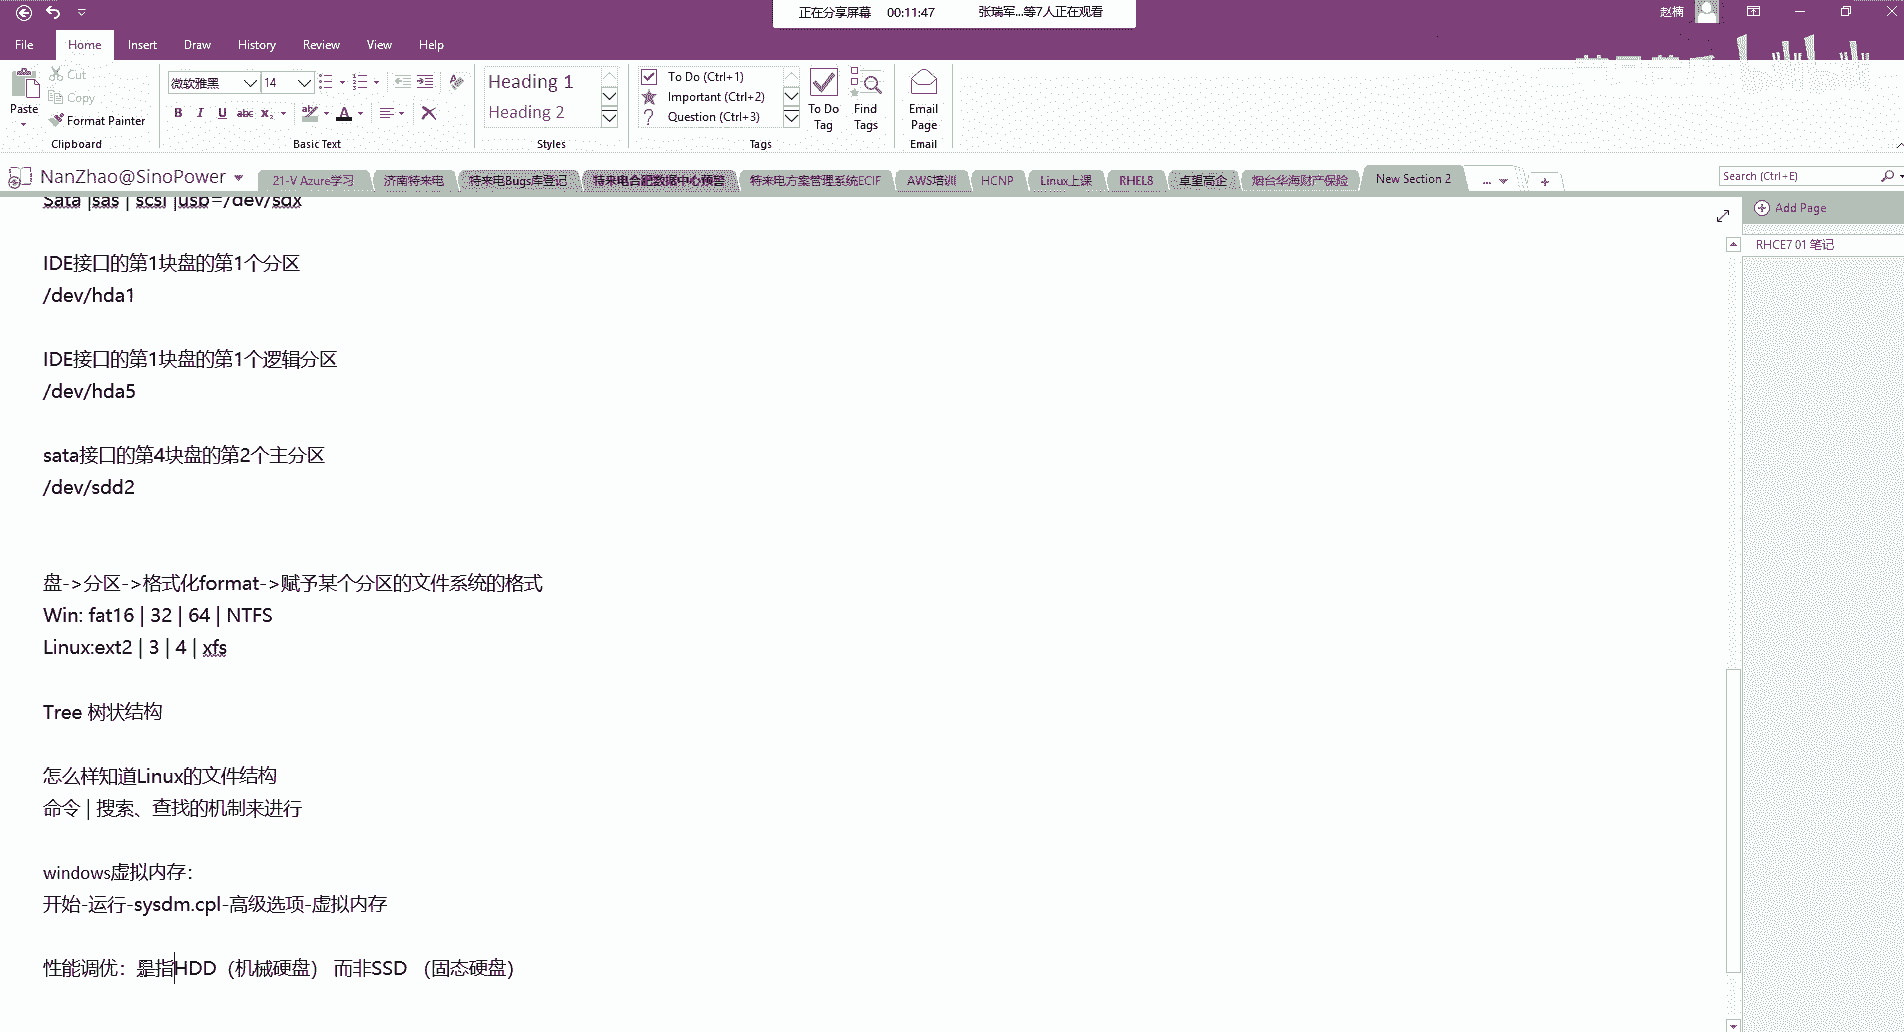 正在分享屏幕 00:11:47 张瑞军...等7人正在观看
赵楠
File Home Insert Draw History Review View Help
Paste
Cut
Copy
Format Painter
Clipboard
微软雅黑 14
B I U abc X₂ A
Basic Text
Heading 1
Heading 2
Styles
To Do (Ctrl+1)
Important (Ctrl+2)
Question (Ctrl+3)
To Do Tag
Find Tags
Tags
Email Page
Email
NanZhao@SinoPower 21-V Azure学习 济南特来电 特来电Bugs库登记 特来电合肥数据中心预警 特来电方案管理系统ECIF AWS培训 HCNP Linux上课 RHEL8 卓望高企 烟台华海财产保险 New Section 2 ... +
Search (Ctrl+E)
Add Page
RHCE7 01 笔记
Sata |sas | scsi |usb=/dev/sdx
IDE接口的第1块盘的第1个分区
/dev/hda1
IDE接口的第1块盘的第1个逻辑分区
/dev/hda5
sata接口的第4块盘的第2个主分区
/dev/sdd2
盘->分区->格式化format->赋予某个分区的文件系统的格式
Win: fat16 | 32 | 64 | NTFS
Linux:ext2 | 3 | 4 | xfs
Tree 树状结构
怎么样知道Linux的文件结构
命令 | 搜索、查找的机制来进行
windows虚拟内存：
开始-运行-sysdm.cpl-高级选项-虚拟内存
性能调优：是指HDD（机械硬盘） 而非SSD （固态硬盘）